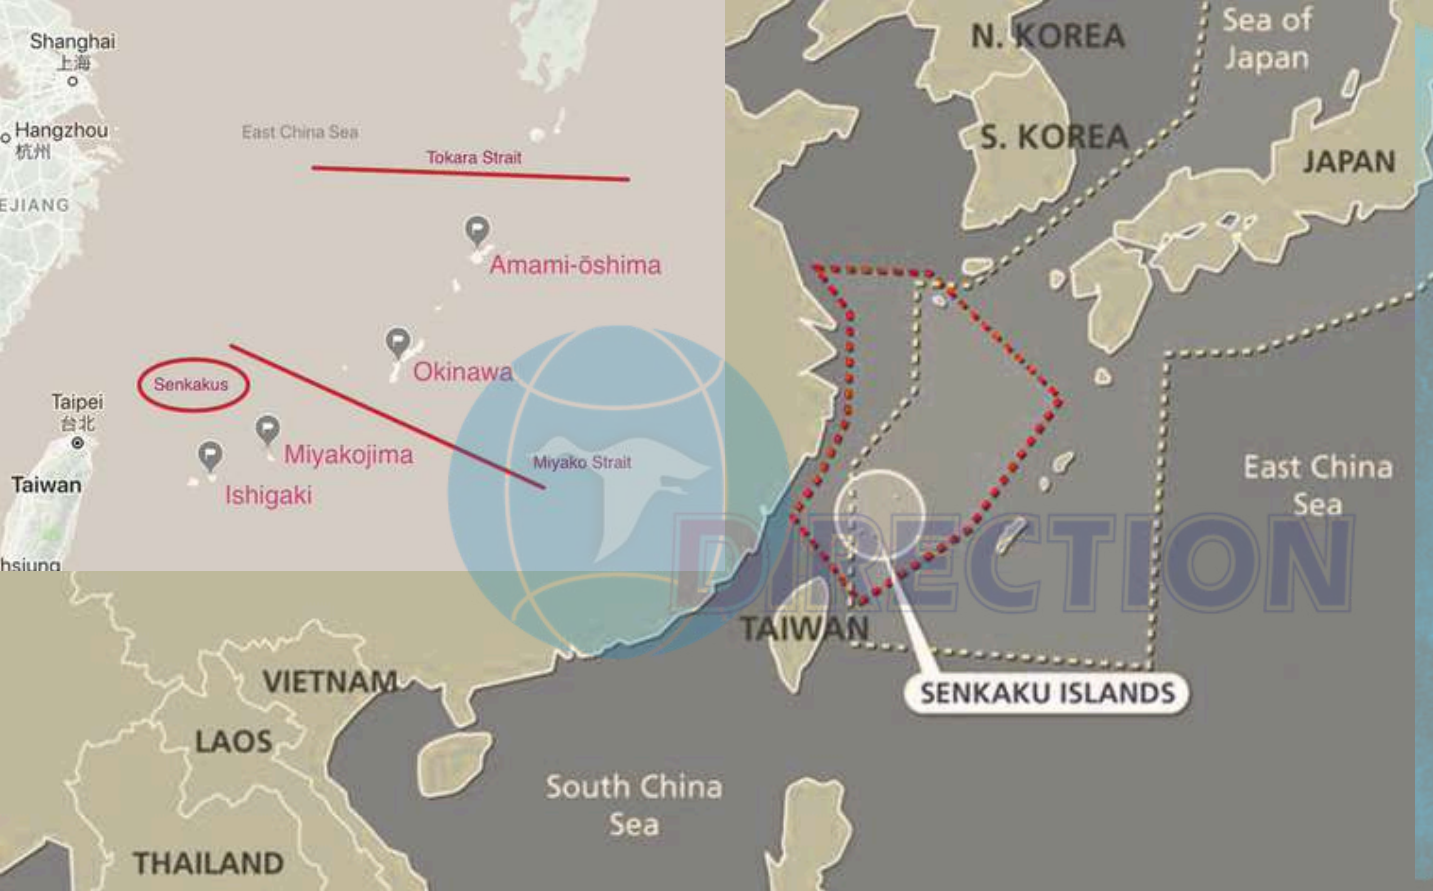 Shanghai
上海
Hangzhou
杭州
EJIANG
East China Sea
Tokara Strait
Amami-ōshima
Okinawa
Senkakus
Miyakojima
Ishigaki
Miyako Strait
Taipei
台北
Taiwan
hsiung
N. KOREA
Sea of
Japan
S. KOREA
JAPAN
East China
Sea
DIRECTION
TAIWAN
SENKAKU ISLANDS
VIETNAM
LAOS
South China
Sea
THAILAND